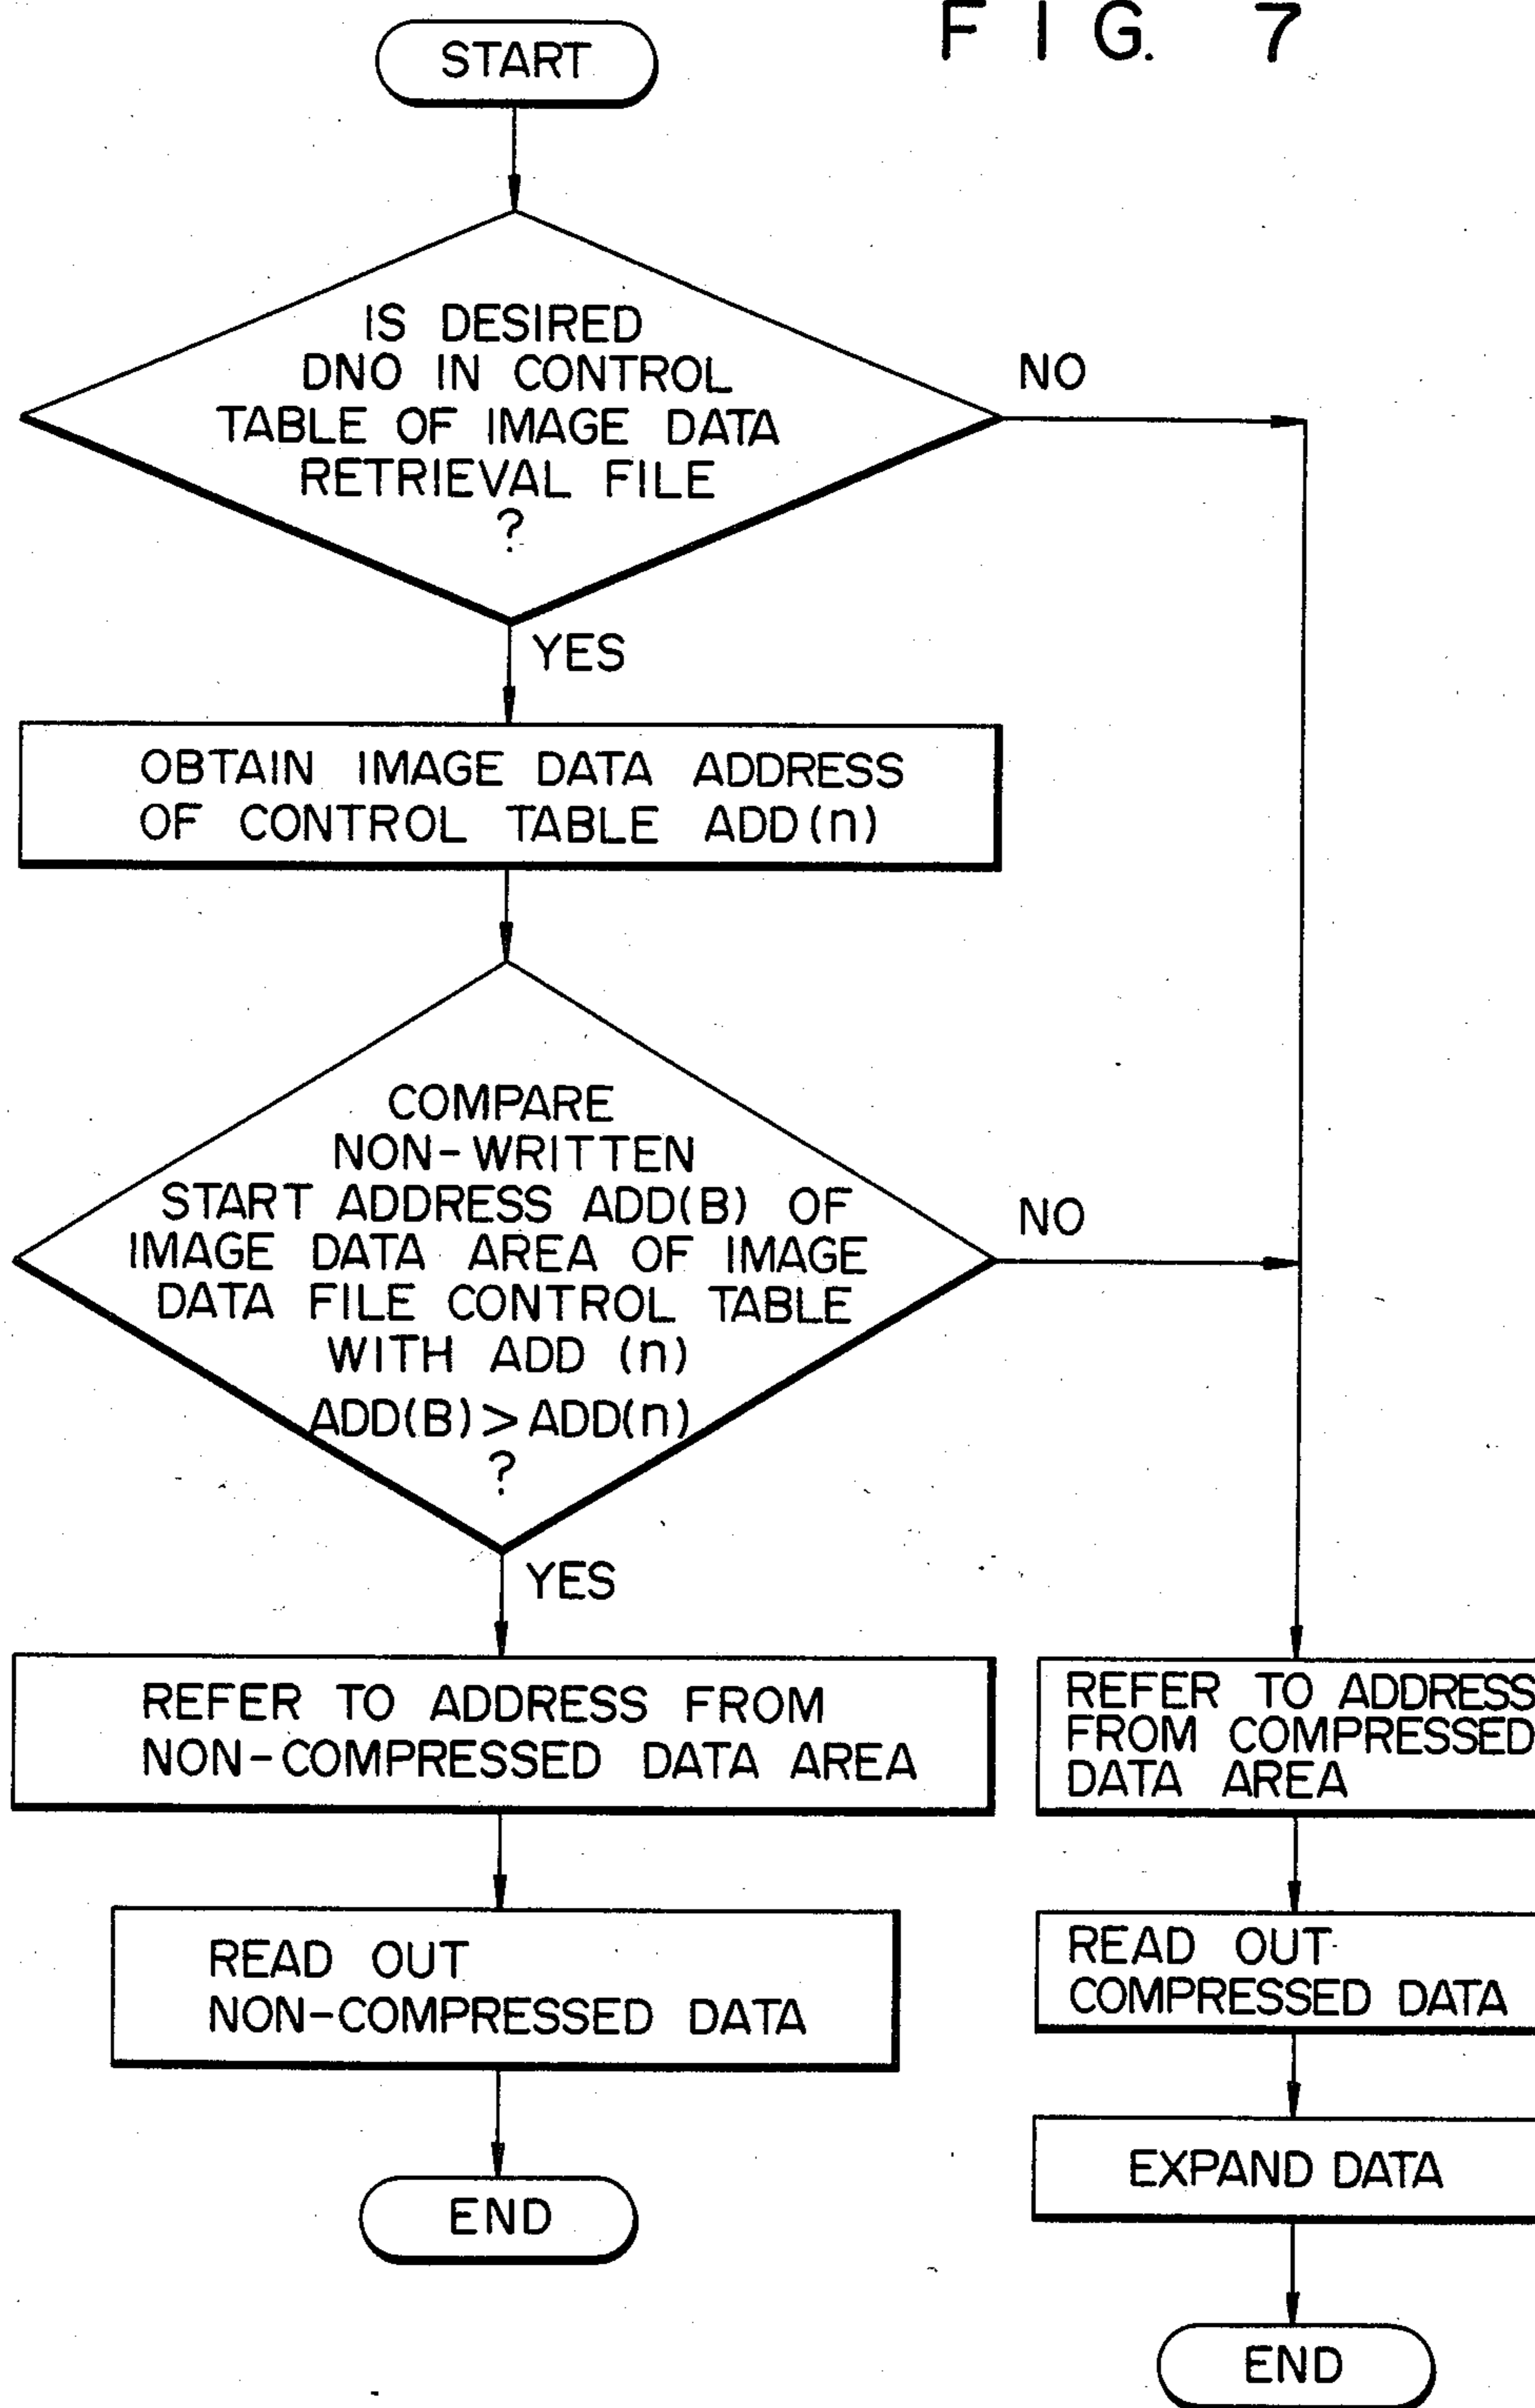 F I G. 7
START
IS DESIRED
DNO IN CONTROL
TABLE OF IMAGE DATA
RETRIEVAL FILE
?
NO
YES
OBTAIN IMAGE DATA ADDRESS
OF CONTROL TABLE ADD(n)
COMPARE
NON-WRITTEN
START ADDRESS ADD(B) OF
IMAGE DATA AREA OF IMAGE
DATA FILE CONTROL TABLE
WITH ADD (n)
ADD(B) > ADD(n)
?
NO
YES
REFER TO ADDRESS FROM
NON-COMPRESSED DATA AREA
REFER TO ADDRESS
FROM COMPRESSED
DATA AREA
READ OUT
NON-COMPRESSED DATA
READ OUT
COMPRESSED DATA
EXPAND DATA
END
END